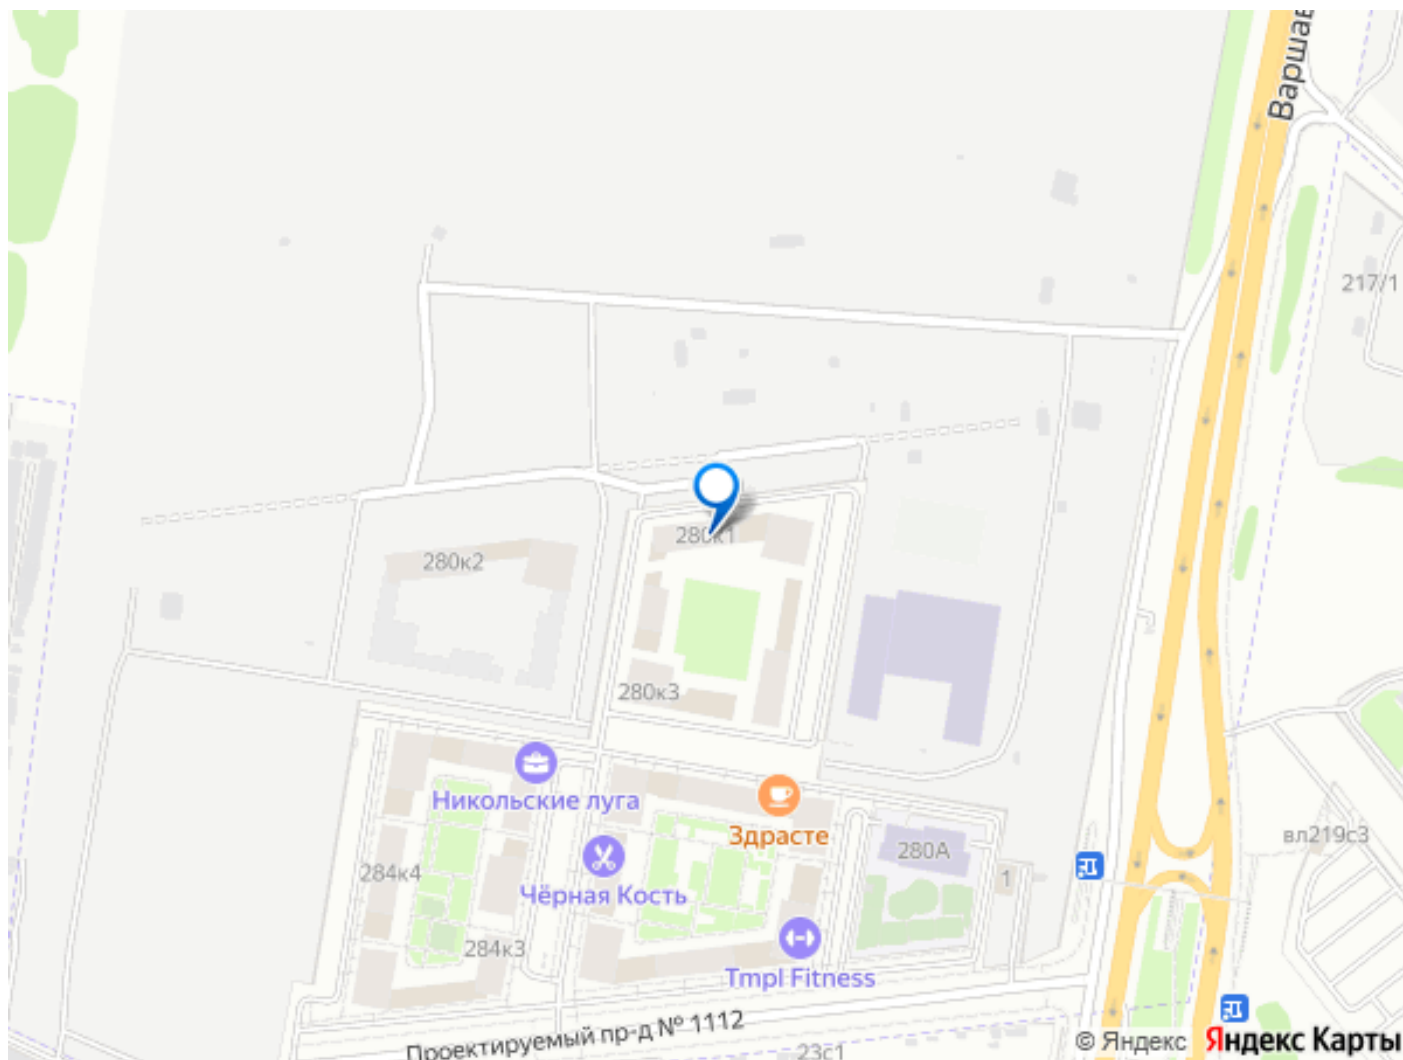 Варшав
217/1
280к1
280к2
280к3
Никольские луга
Здрасте
вл219с3
280А
284к4
1
Чёрная Кость
284к3
Tmpl Fitness
Проектируемый пр-д № 1112
23с1
© Яндекс Яндекс Карты